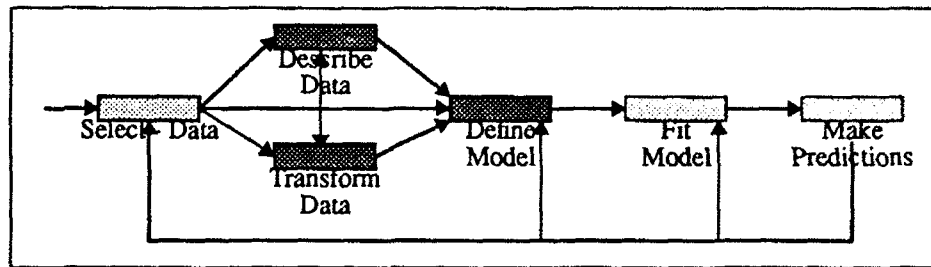 Describe
Data
Select Data
Transform
Data
Define
Model
Fit
Model
Make
Predictions